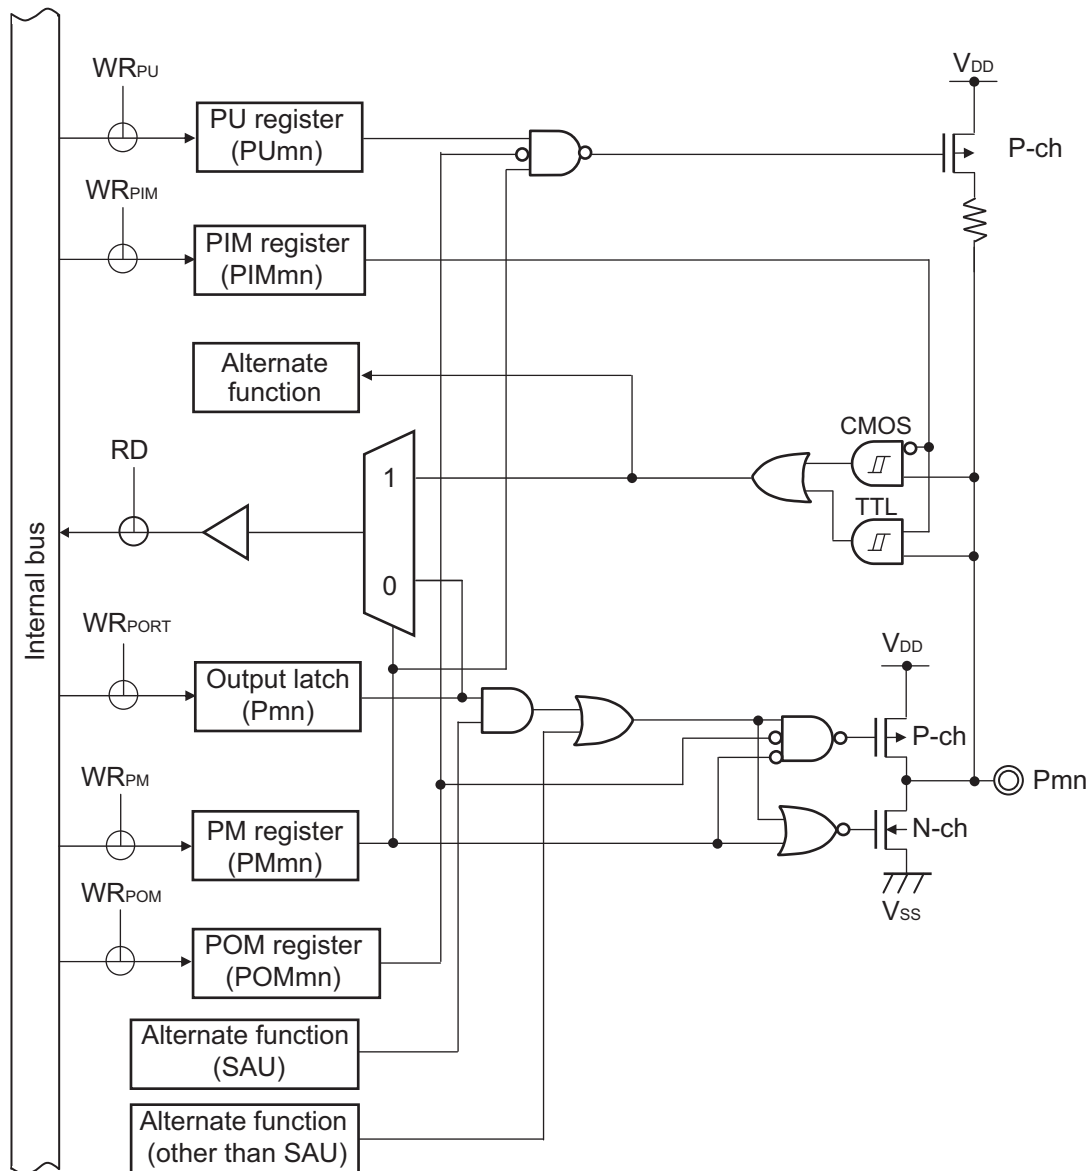 WRPU
PU register
(PUmn)
VDD
P-ch
WRPIM
PIM register
(PIMmn)
Alternate
function
CMOS
RD
1
TTL
0
Internal bus
WRPORT
Output latch
(Pmn)
VDD
P-ch
Pmn
WRPM
PM register
(PMmn)
N-ch
VSS
WRPOM
POM register
(POMmn)
Alternate function
(SAU)
Alternate function
(other than SAU)